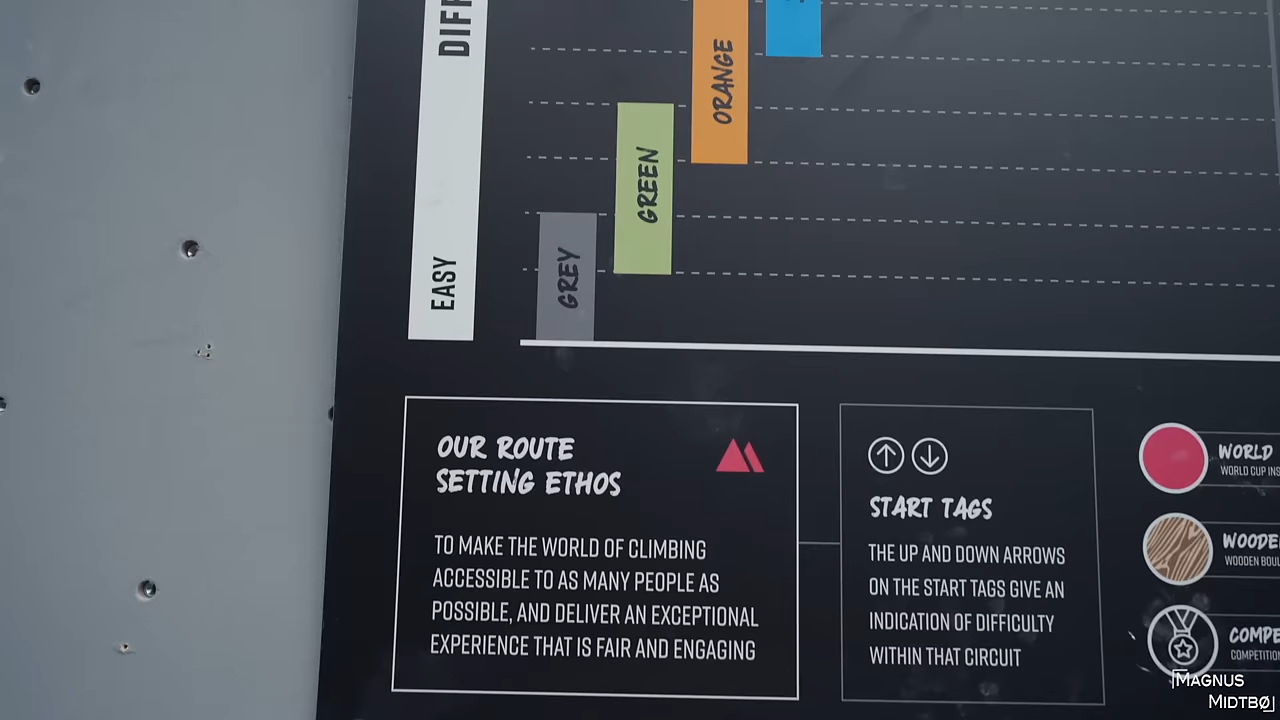 DIFF
EASY
GREY
GREEN
ORANGE
OUR ROUTE
SETTING ETHOS
TO MAKE THE WORLD OF CLIMBING
ACCESSIBLE TO AS MANY PEOPLE AS
POSSIBLE, AND DELIVER AN EXCEPTIONAL
EXPERIENCE THAT IS FAIR AND ENGAGING
START TAGS
THE UP AND DOWN ARROWS
ON THE START TAGS GIVE AN
INDICATION OF DIFFICULTY
WITHIN THAT CIRCUIT
WORLD
WORLD CUP INS
WOODE
WOODEN BOUL
COMPE
COMPETITION
MAGNUS
MIDTBØ